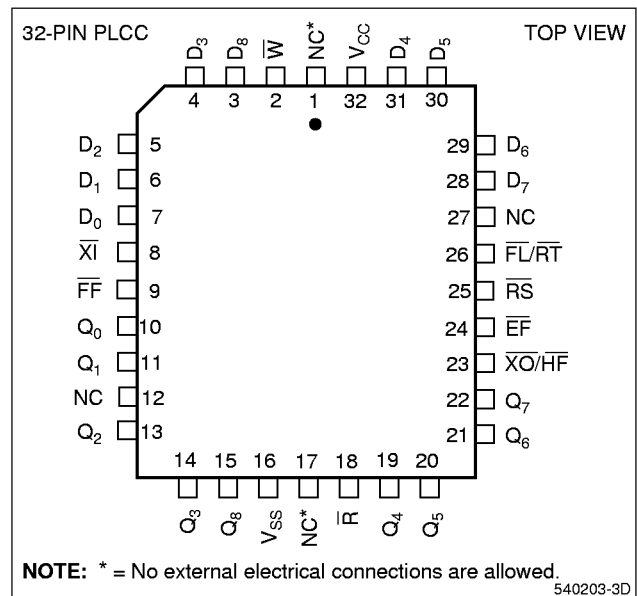 32-PIN PLCC
TOP VIEW
D3 D8 W̅ NC* VCC D4 D5
4 3 2 1 32 31 30
D2 5
D1 6
D0 7
X̅I̅ 8
F̅F̅ 9
Q0 10
Q1 11
NC 12
Q2 13
29 D6
28 D7
27 NC
26 F̅L̅/R̅T̅
25 R̅S̅
24 E̅F̅
23 X̅O̅/H̅F̅
22 Q7
21 Q6
14 15 16 17 18 19 20
Q3 Q8 VSS NC* R̅ Q4 Q5
NOTE: * = No external electrical connections are allowed.
540203-3D